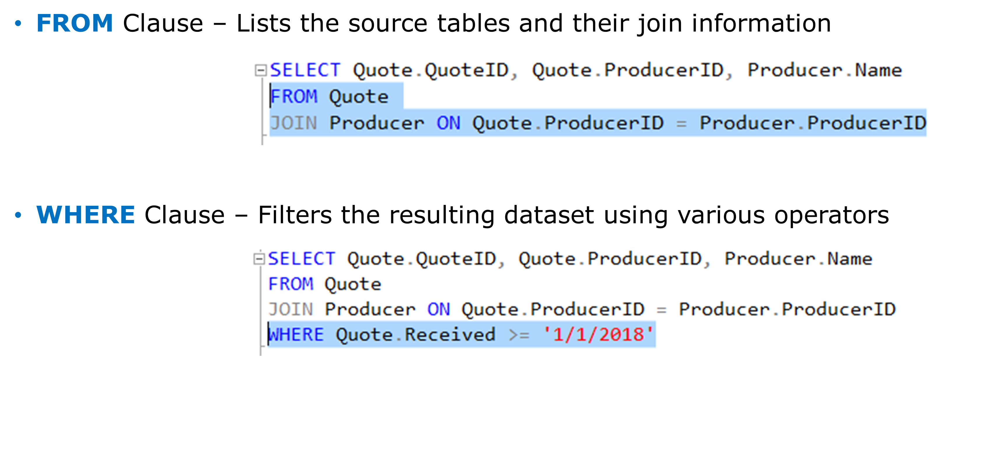 • FROM Clause – Lists the source tables and their join information
SELECT Quote.QuoteID, Quote.ProducerID, Producer.Name
FROM Quote
JOIN Producer ON Quote.ProducerID = Producer.ProducerID
• WHERE Clause – Filters the resulting dataset using various operators
SELECT Quote.QuoteID, Quote.ProducerID, Producer.Name
FROM Quote
JOIN Producer ON Quote.ProducerID = Producer.ProducerID
WHERE Quote.Received >= '1/1/2018'